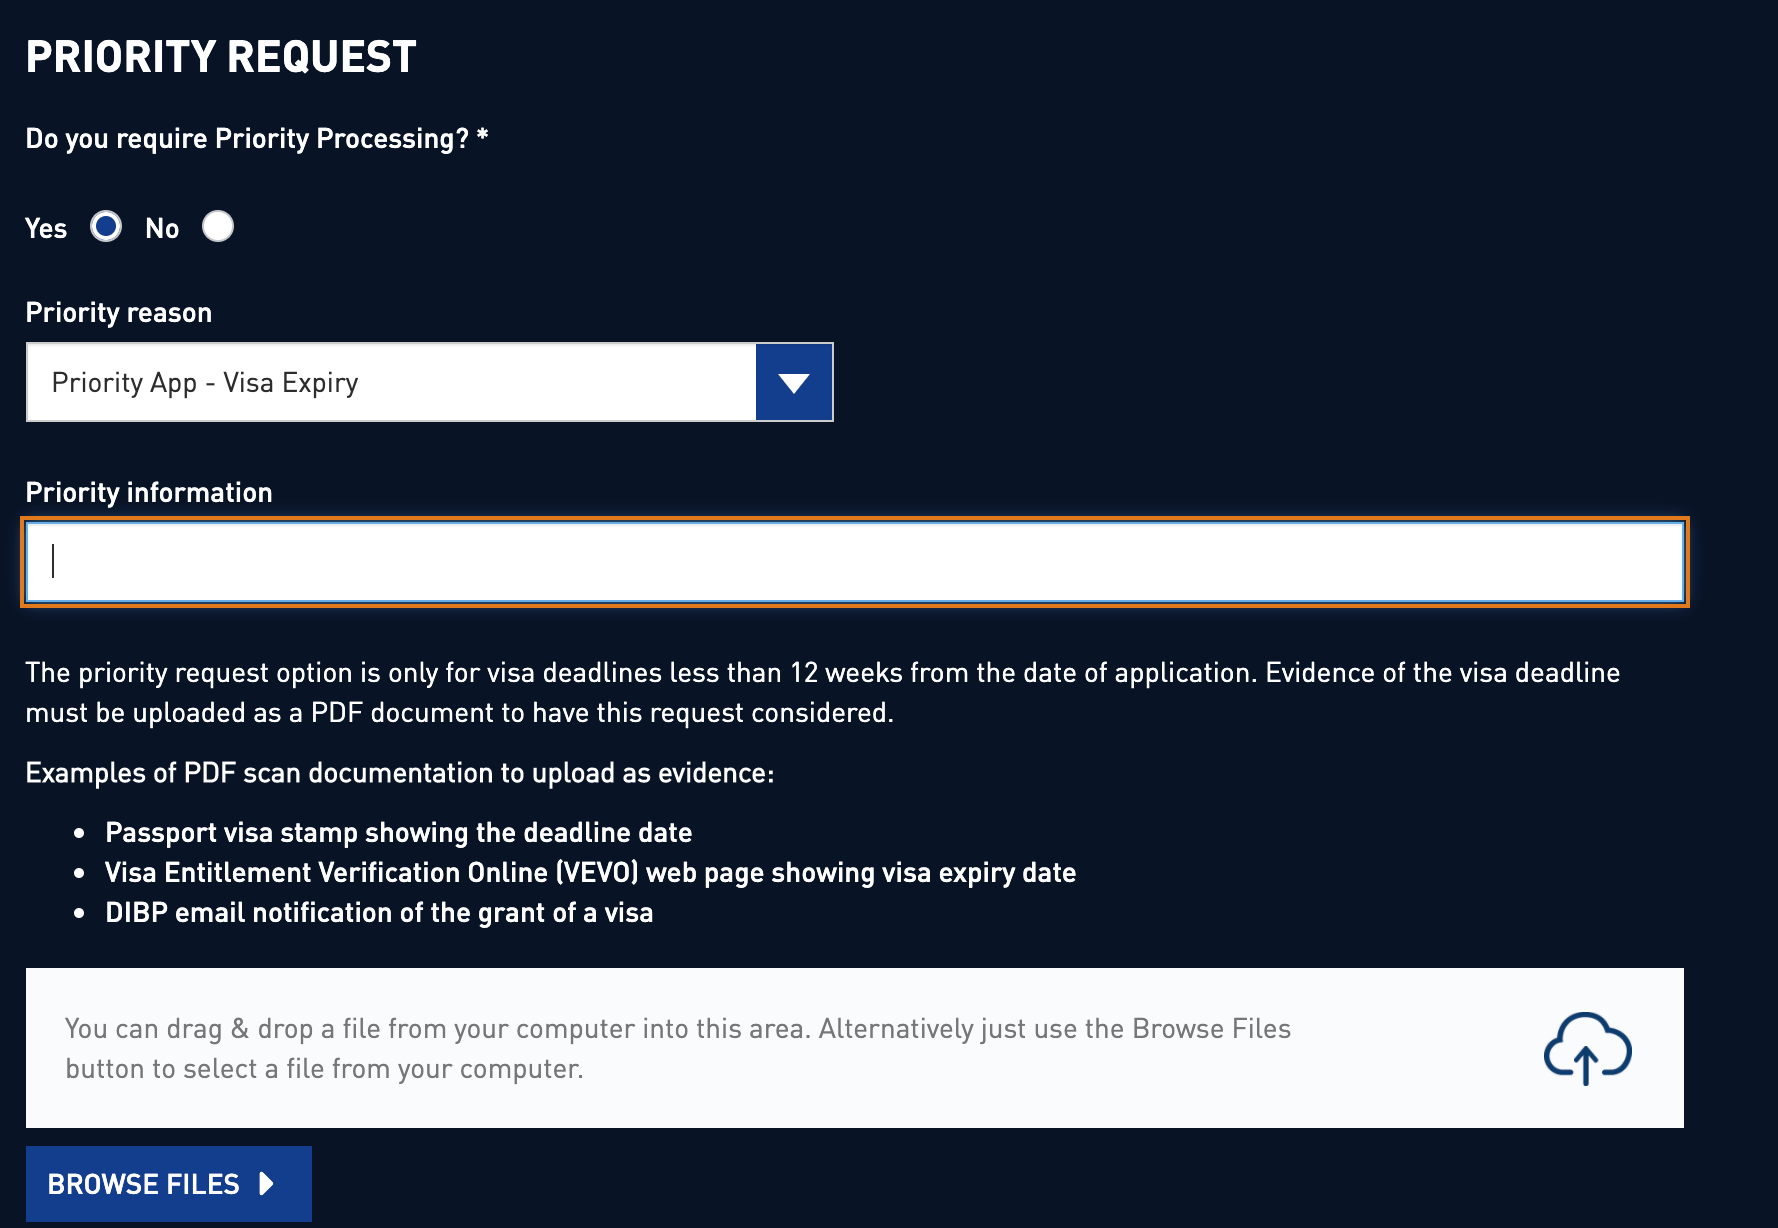 PRIORITY REQUEST
Do you require Priority Processing? *
Yes No
Priority reason
Priority App - Visa Expiry
Priority information
The priority request option is only for visa deadlines less than 12 weeks from the date of application. Evidence of the visa deadline
must be uploaded as a PDF document to have this request considered.
Examples of PDF scan documentation to upload as evidence:
• Passport visa stamp showing the deadline date
• Visa Entitlement Verification Online (VEVO) web page showing visa expiry date
• DIBP email notification of the grant of a visa
You can drag & drop a file from your computer into this area. Alternatively just use the Browse Files
button to select a file from your computer.
BROWSE FILES